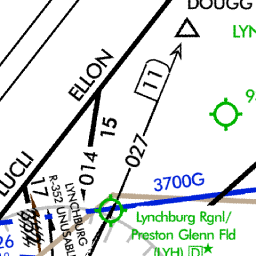 DOUGG
LYN
ELLON
11
9
15
014
027
LUCLI
17
3700G
LYNCHBURG
R-352 UNUSABL
Lynchburg Rgnl/
Preston Glenn Fld
(LYH) D
26